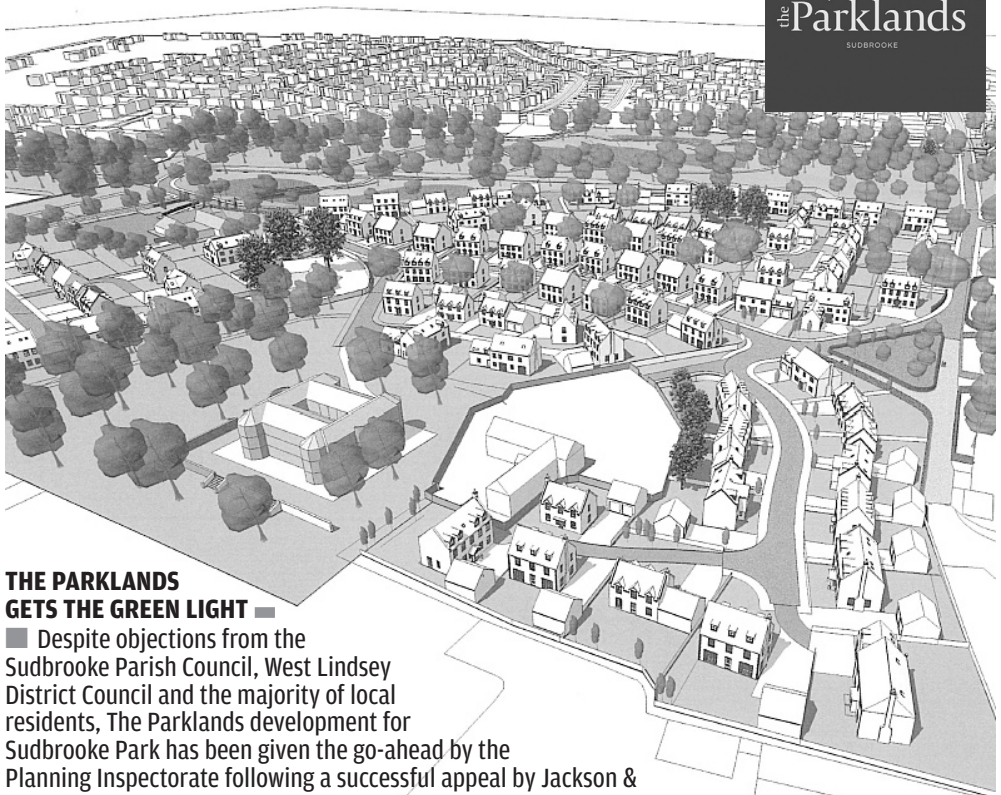 the Parklands
SUDBROOKE
THE PARKLANDS
GETS THE GREEN LIGHT
Despite objections from the
Sudbrooke Parish Council, West Lindsey
District Council and the majority of local
residents, The Parklands development for
Sudbrooke Park has been given the go-ahead by the
Planning Inspectorate following a successful appeal by Jackson &